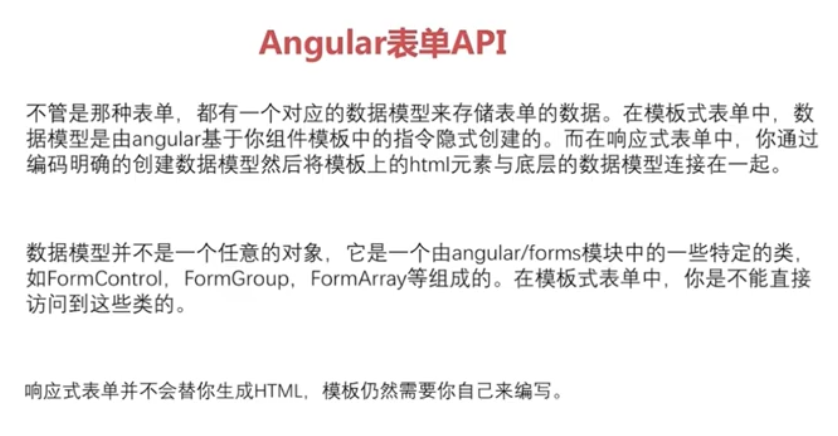 Angular表单API
不管是那种表单，都有一个对应的数据模型来存储表单的数据。在模板式表单中，数
据模型是由angular基于你组件模板中的指令隐式创建的。而在响应式表单中，你通过
编码明确的创建数据模型然后将模板上的html元素与底层的数据模型连接在一起。
数据模型并不是一个任意的对象，它是一个由angular/forms模块中的一些特定的类，
如FormControl，FormGroup，FormArray等组成的。在模板式表单中，你是不能直接
访问到这些类的。
响应式表单并不会替你生成HTML，模板仍然需要你自己来编写。